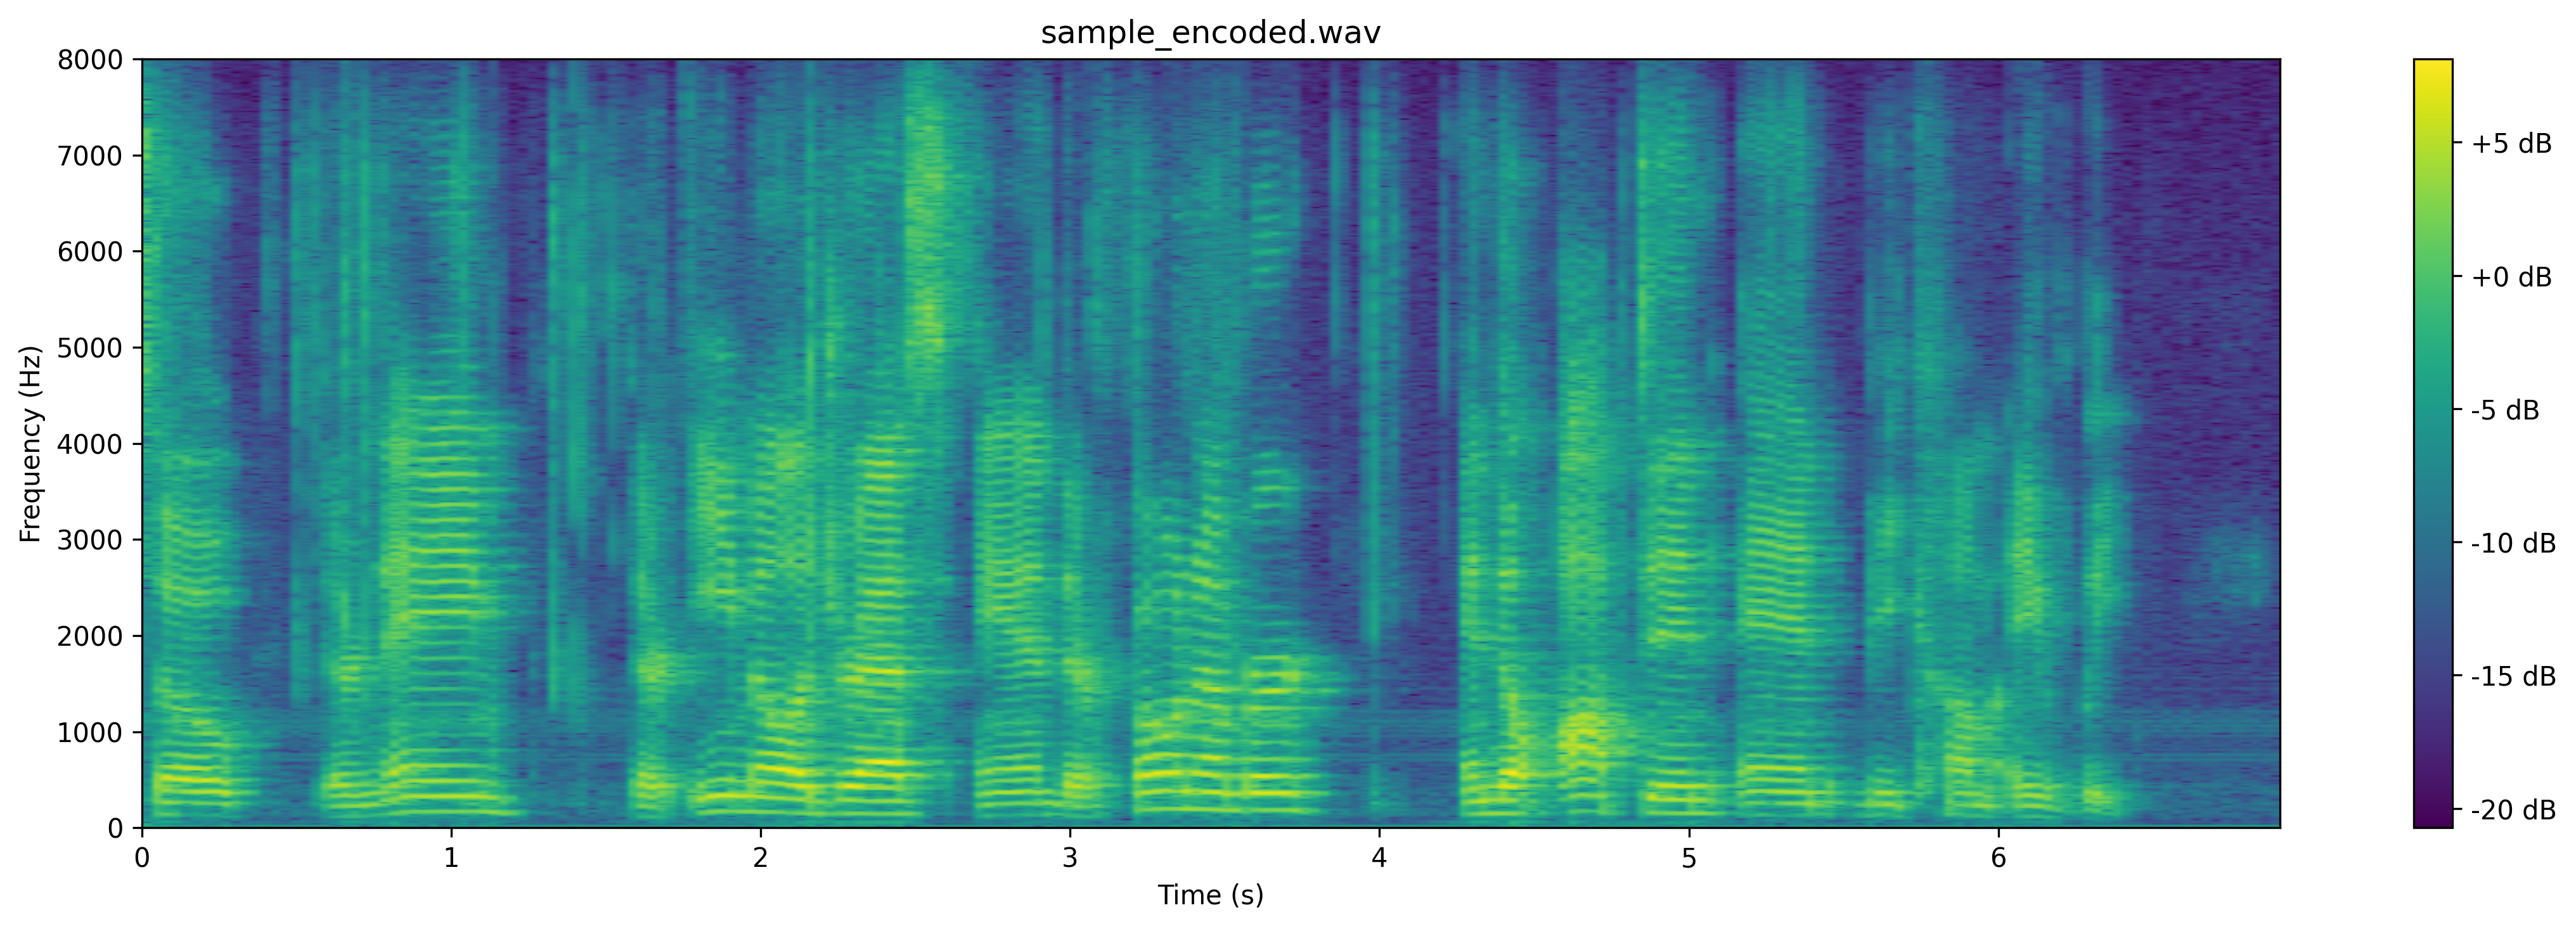 sample_encoded.wav
8000
7000
6000
5000
4000
3000
2000
1000
0
Frequency (Hz)
0 1 2 3 4 5 6
Time (s)
+5 dB
+0 dB
-5 dB
-10 dB
-15 dB
-20 dB